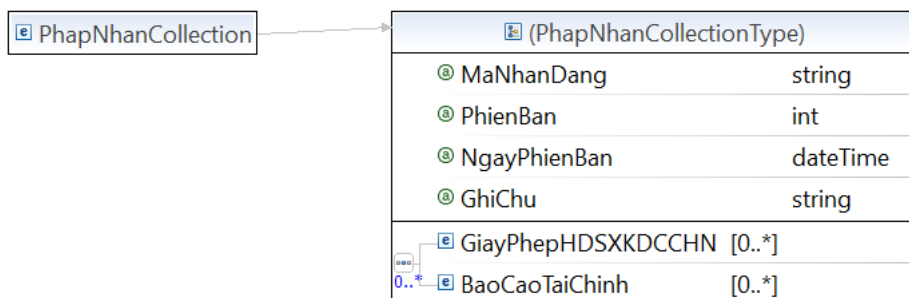 PhapNhanCollection
(PhapNhanCollectionType)
MaNhanDang string
PhienBan int
NgayPhienBan dateTime
GhiChu string
GiayPhepHDSXKDCCHN [0..*]
0..*
BaoCaoTaiChinh [0..*]